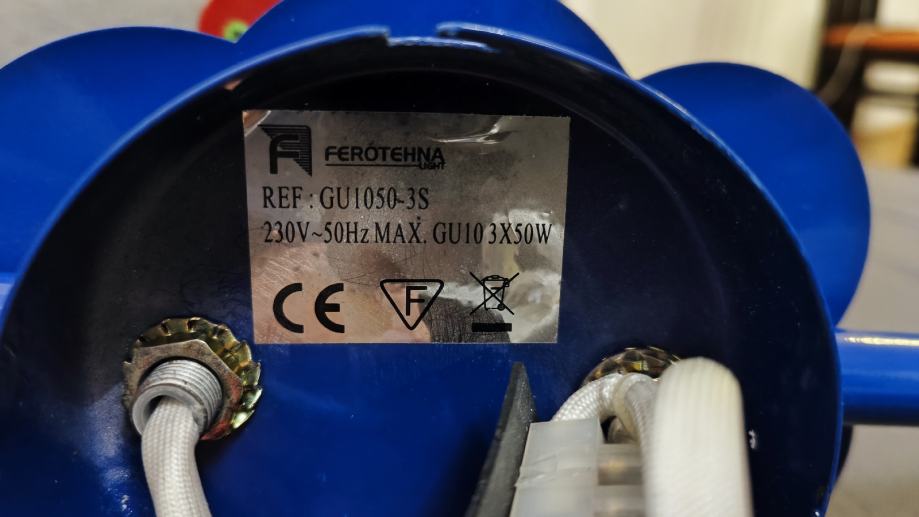 FERÓTEHNA
LIGHT
REF : GU1050-3S
230V~50Hz MAX. GU10 3X50W
CE F